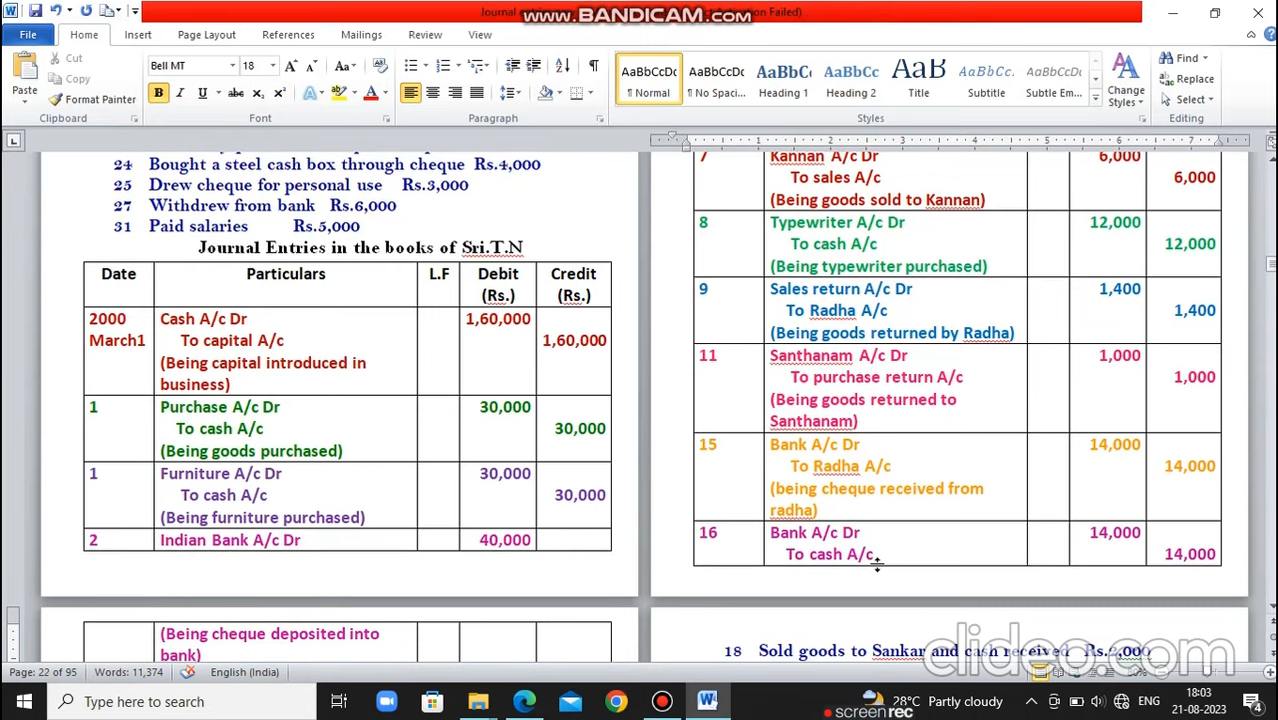 Journal entries
Activation Failed)
www.BANDICAM.com
File
Home
Insert
Page Layout
References
Mailings
Review
View
Paste
Cut
Copy
Format Painter
Clipboard
Bell MT
18
Font
Paragraph
AaBbCcDc
¶ Normal
AaBbCcDc
¶ No Spaci...
AaBbC
Heading 1
AaBbCc
Heading 2
AaB
Title
AaBbCc.
Subtitle
AaBbCcDc
Subtle Em...
Change
Styles
Styles
Find
Replace
Select
Editing
24 Bought a steel cash box through cheque Rs.4,000
25 Drew cheque for personal use Rs.3,000
27 Withdrew from bank Rs.6,000
31 Paid salaries Rs.5,000
Journal Entries in the books of Sri.T.N
Date Particulars L.F Debit (Rs.) Credit (Rs.)
2000 Cash A/c Dr 1,60,000
March1 To capital A/c 1,60,000
(Being capital introduced in
business)
1 Purchase A/c Dr 30,000
To cash A/c 30,000
(Being goods purchased)
1 Furniture A/c Dr 30,000
To cash A/c 30,000
(Being furniture purchased)
2 Indian Bank A/c Dr 40,000
(Being cheque deposited into
bank)
7 Kannan A/c Dr 6,000
To sales A/c 6,000
(Being goods sold to Kannan)
8 Typewriter A/c Dr 12,000
To cash A/c 12,000
(Being typewriter purchased)
9 Sales return A/c Dr 1,400
To Radha A/c 1,400
(Being goods returned by Radha)
11 Santhanam A/c Dr 1,000
To purchase return A/c 1,000
(Being goods returned to
Santhanam)
15 Bank A/c Dr 14,000
To Radha A/c 14,000
(being cheque received from
radha)
16 Bank A/c Dr 14,000
To cash A/c 14,000
18 Sold goods to Sankar and cash received Rs.2,000
clideo.com
Page: 22 of 95
Words: 11,374
English (India)
Type here to search
28°C Partly cloudy
ENG
18:03
21-08-2023
screen rec